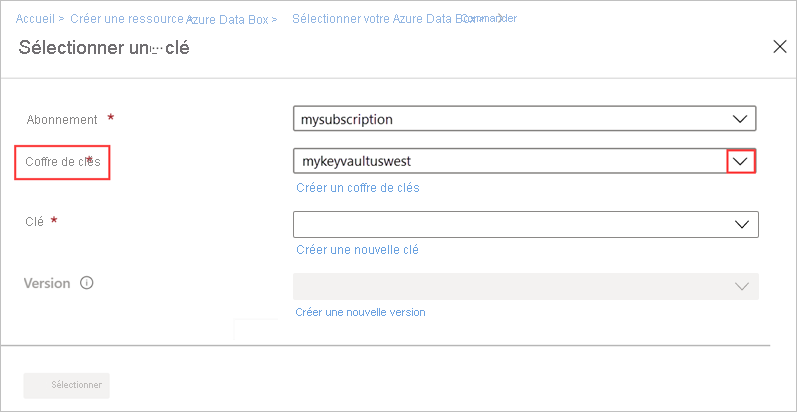 Accueil > Créer une ressource > Azure Data Box > Sélectionner votre Azure Data Box > Commander
Sélectionner une clé
Abonnement * mysubscription
Coffre de clés * mykeyvaultuswest
Créer un coffre de clés
Clé *
Créer une nouvelle clé
Version
Créer une nouvelle version
Sélectionner